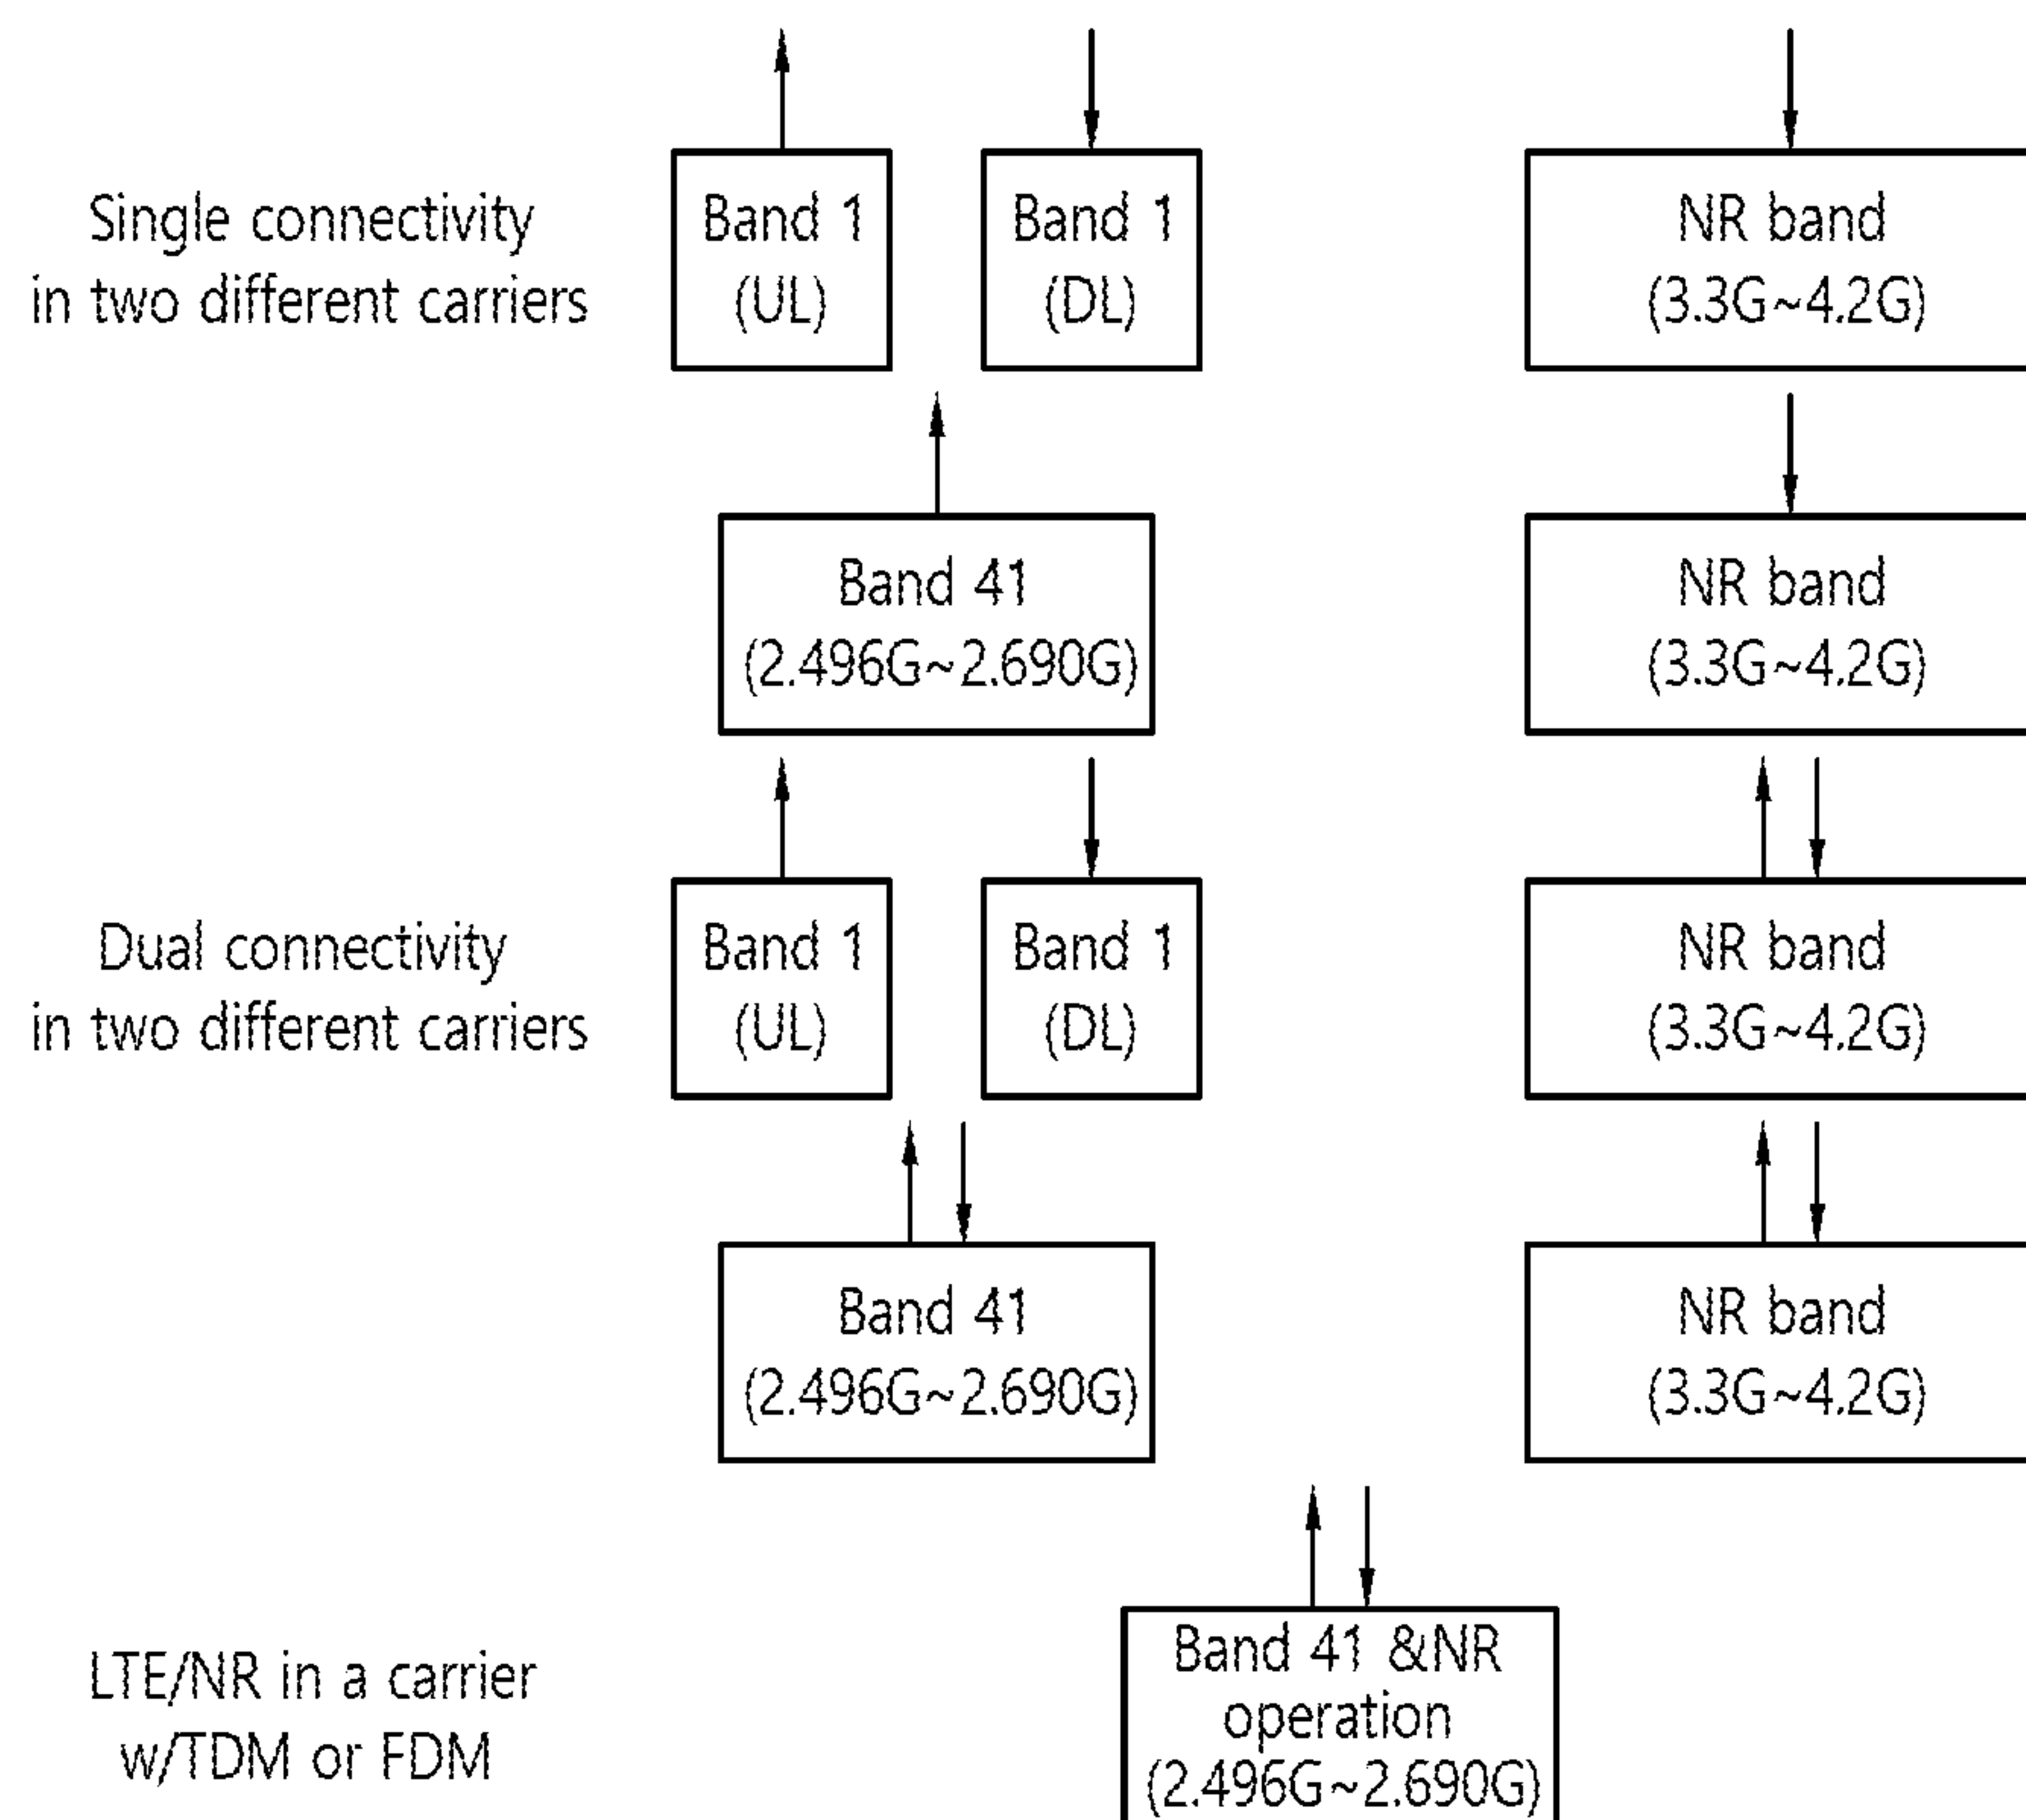 Single connectivity
in two different carriers
Band 1
(UL)
Band 1
(DL)
NR band
(3.3G~4.2G)
Band 41
(2.496G~2.690G)
NR band
(3.3G~4.2G)
Dual connectivity
in two different carriers
Band 1
(UL)
Band 1
(DL)
NR band
(3.3G~4.2G)
Band 41
(2.496G~2.690G)
NR band
(3.3G~4.2G)
LTE/NR in a carrier
w/TDM or FDM
Band 41 &NR
operation
(2.496G~2.690G)